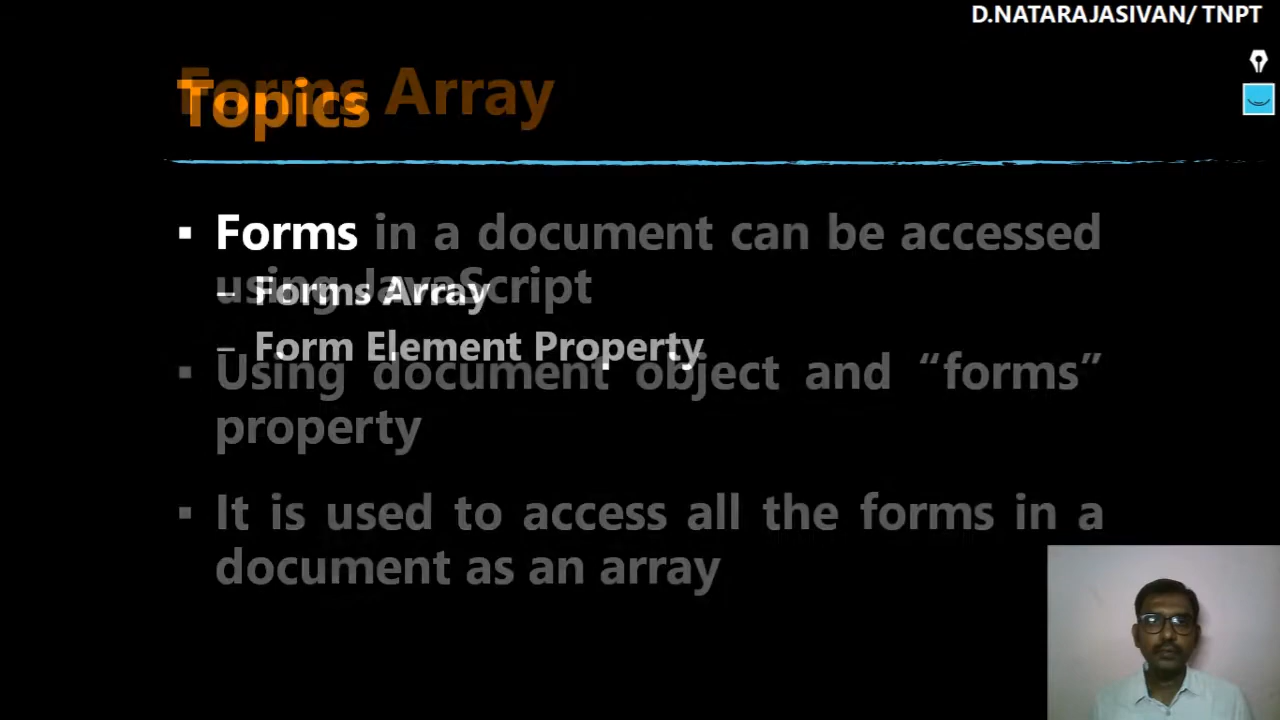 D.NATARAJASIVAN/ TNPT
Topics
Forms Array
▪ Forms
– Forms Array
– Form Element Property
▪ Forms in a document can be accessed
using JavaScript
▪ Using document object and “forms”
property
▪ It is used to access all the forms in a
document as an array